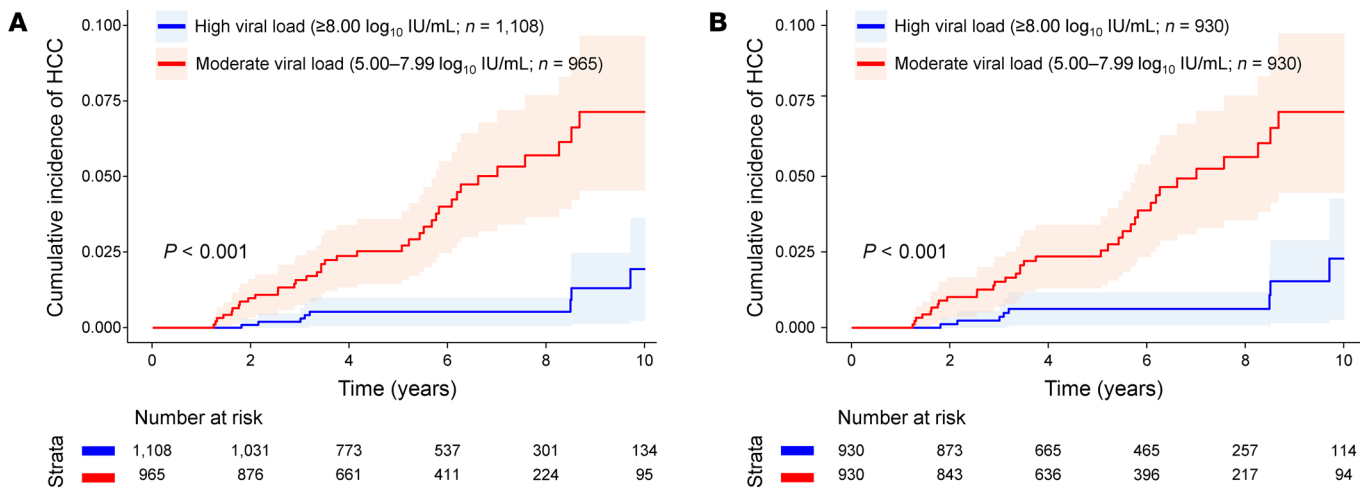 A
Cumulative incidence of HCC
0.100
0.075
0.050
0.025
0.000
High viral load (≥8.00 log₁₀ IU/mL; n = 1,108)
Moderate viral load (5.00–7.99 log₁₀ IU/mL; n = 965)
P < 0.001
0 2 4 6 8 10
Time (years)
Number at risk
Strata
1,108 1,031 773 537 301 134
965 876 661 411 224 95
B
Cumulative incidence of HCC
0.100
0.075
0.050
0.025
0.000
High viral load (≥8.00 log₁₀ IU/mL; n = 930)
Moderate viral load (5.00–7.99 log₁₀ IU/mL; n = 930)
P < 0.001
0 2 4 6 8 10
Time (years)
Number at risk
Strata
930 873 665 465 257 114
930 843 636 396 217 94